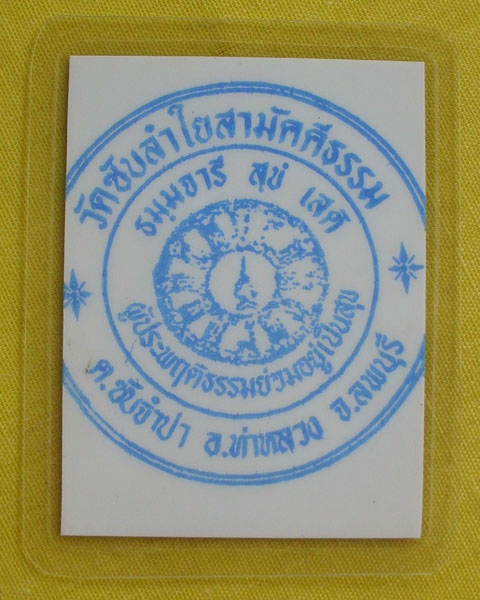 วัดซับลำใยสามัคคีธรรม
ธมฺมจารี สุขํ เสติ
ผู้ประพฤติธรรมย่อมอยู่เป็นสุข
ต.ซับจำปา อ.ท่าหลวง จ.ลพบุรี